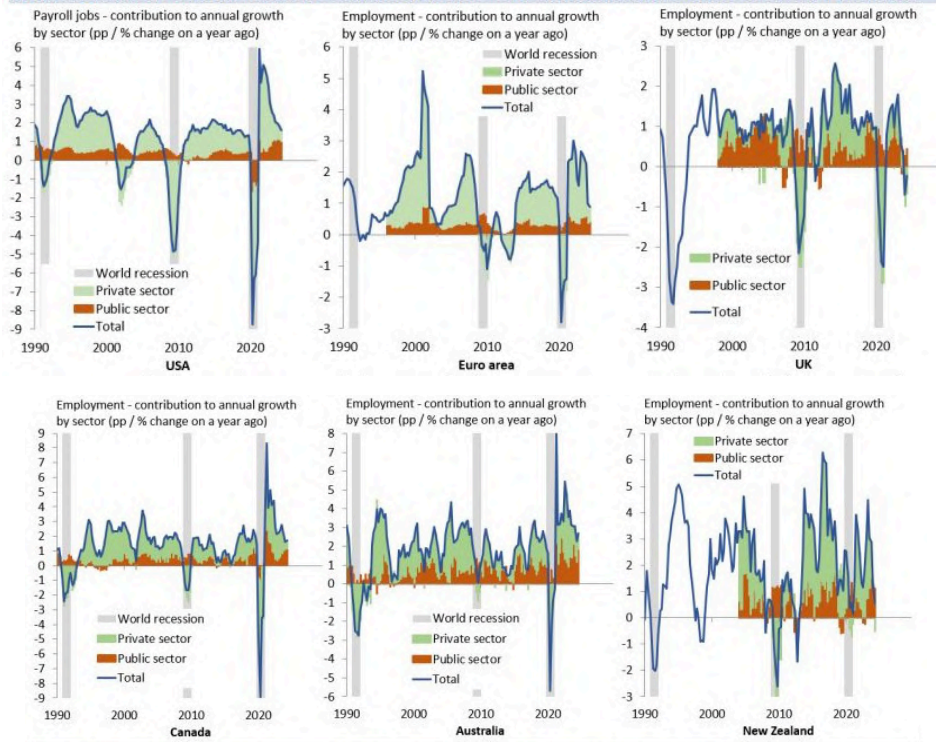 Payroll jobs - contribution to annual growth
by sector (pp / % change on a year ago)
6
5
4
3
2
1
0
-1
-2
-3
-4
-5
-6
-7
-8
-9
World recession
Private sector
Public sector
Total
1990 2000 2010 2020
USA
Employment - contribution to annual growth
by sector (pp / % change on a year ago)
6
5
4
3
2
1
0
-1
-2
-3
World recession
Private sector
Public sector
Total
1990 2000 2010 2020
Euro area
Employment - contribution to annual growth
by sector (pp / % change on a year ago)
3
2
1
0
-1
-2
-3
-4
Private sector
Public sector
Total
1990 2000 2010 2020
UK
Employment - contribution to annual growth
by sector (pp / % change on a year ago)
9
8
7
6
5
4
3
2
1
0
-1
-2
-3
-4
-5
-6
-7
-8
-9
World recession
Private sector
Public sector
Total
1990 2000 2010 2020
Canada
Employment - contribution to annual growth
by sector (pp / % change on a year ago)
8
7
6
5
4
3
2
1
0
-1
-2
-3
-4
-5
-6
World recession
Private sector
Public sector
Total
1990 2000 2010 2020
Australia
Employment - contribution to annual growth
by sector (pp / % change on a year ago)
7
6
5
4
3
2
1
0
-1
-2
-3
Private sector
Public sector
Total
1990 2000 2010 2020
New Zealand